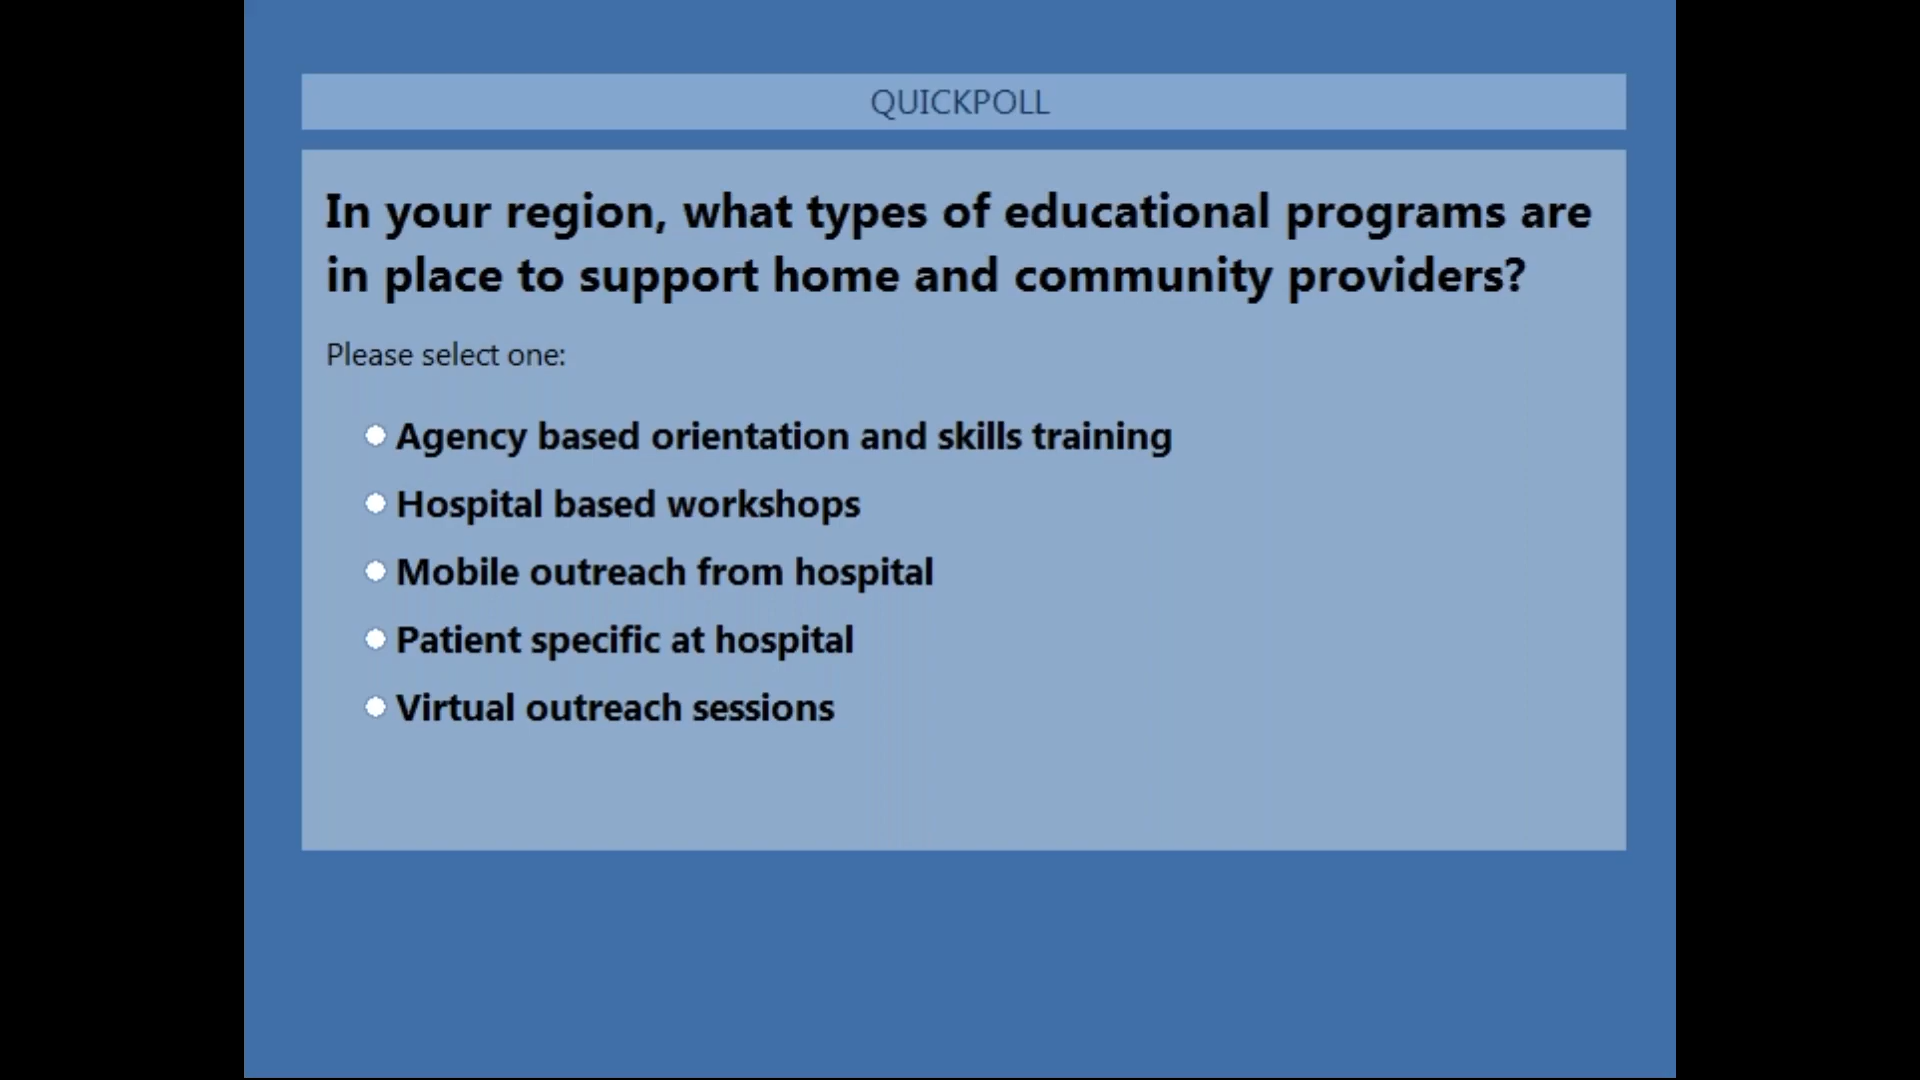 QUICKPOLL
In your region, what types of educational programs are
in place to support home and community providers?
Please select one:
Agency based orientation and skills training
Hospital based workshops
Mobile outreach from hospital
Patient specific at hospital
Virtual outreach sessions